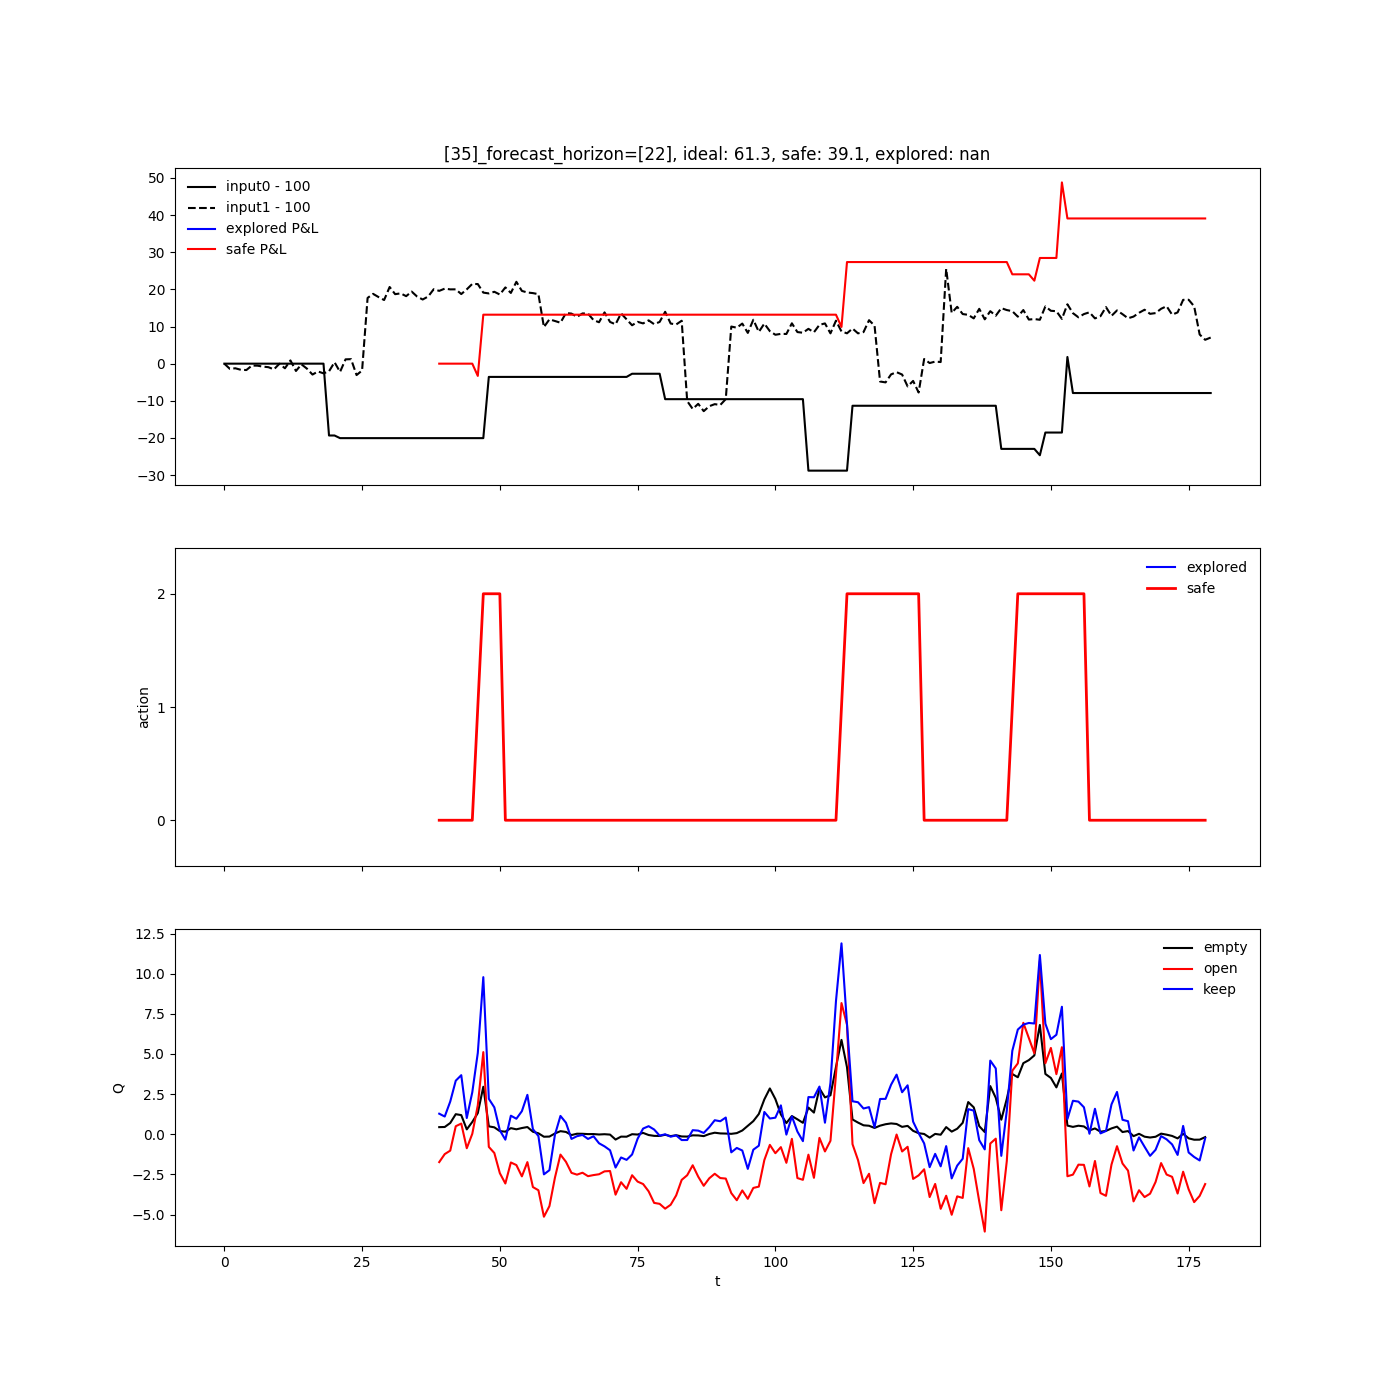 [35]_forecast_horizon=[22], ideal: 61.3, safe: 39.1, explored: nan
50
40
30
20
10
0
−10
−20
−30
input0 - 100
input1 - 100
explored P&L
safe P&L
2
1
0
action
explored
safe
12.5
10.0
7.5
5.0
2.5
0.0
−2.5
−5.0
Q
empty
open
keep
0 25 50 75 100 125 150 175
t